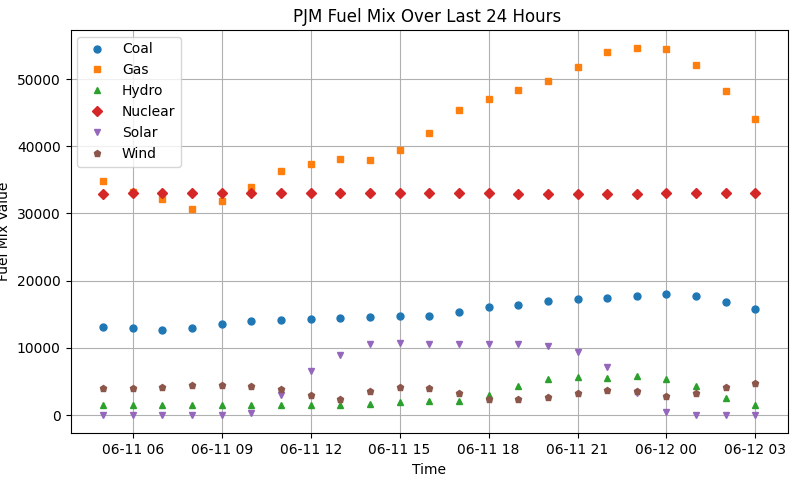 PJM Fuel Mix Over Last 24 Hours
Coal
Gas
Hydro
Nuclear
Solar
Wind
50000
40000
30000
20000
10000
0
Fuel Mix Value
06-11 06 06-11 09 06-11 12 06-11 15 06-11 18 06-11 21 06-12 00 06-12 03
Time